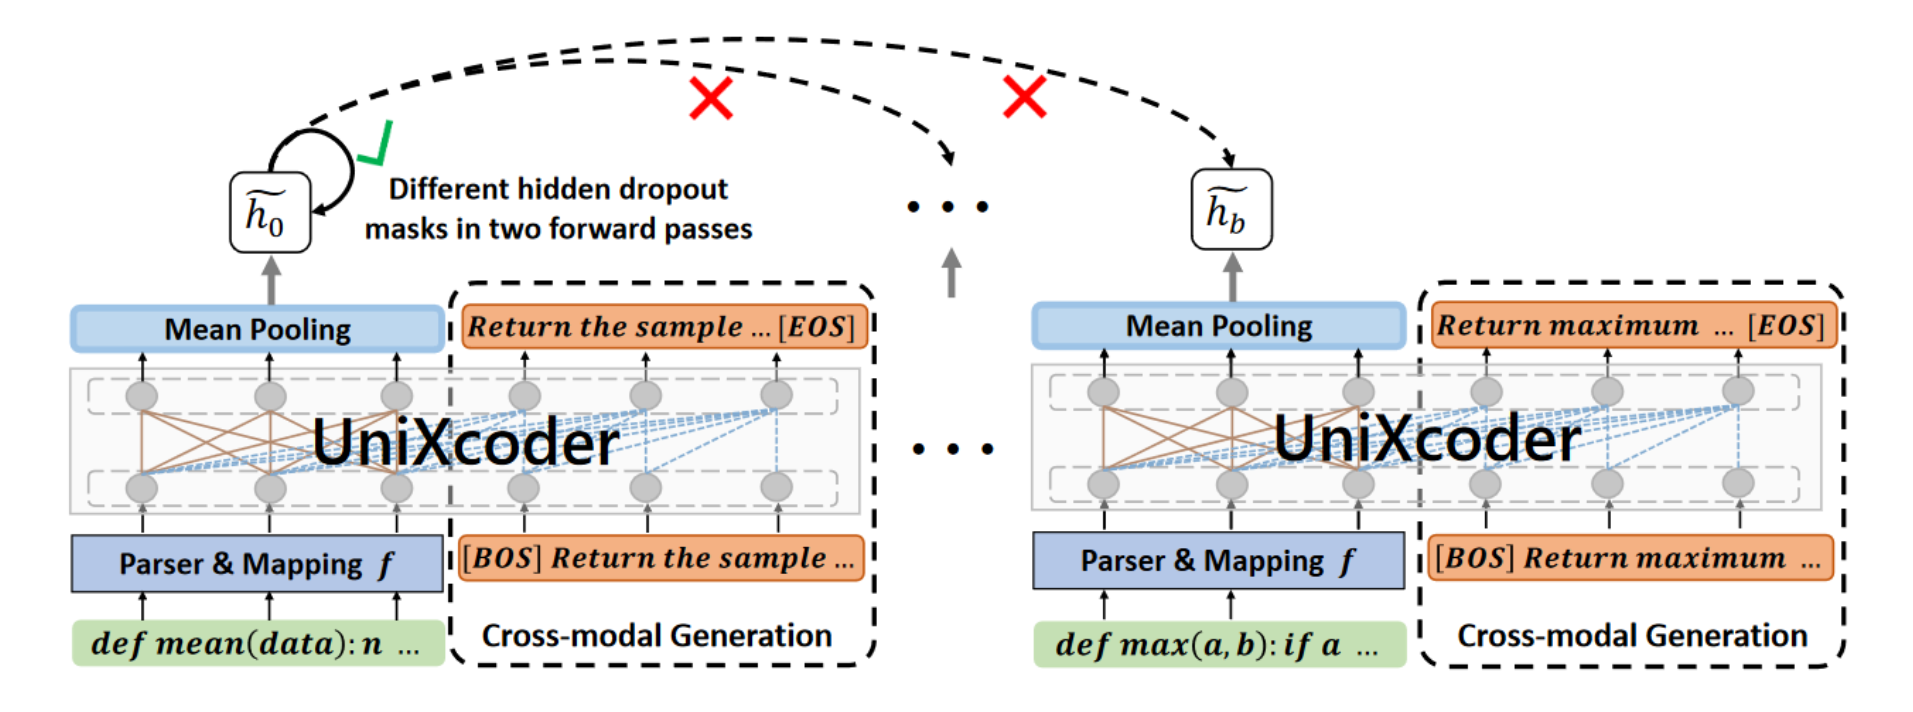 Different hidden dropout
masks in two forward passes
• • •
$\widetilde{h_0}$
$\widetilde{h_b}$
Mean Pooling
Return the sample ... [EOS]
Mean Pooling
Return maximum ... [EOS]
UniXcoder
• • •
UniXcoder
Parser & Mapping f
[BOS] Return the sample ...
Parser & Mapping f
[BOS] Return maximum ...
def mean(data): n ...
Cross-modal Generation
def max(a, b): if a ...
Cross-modal Generation